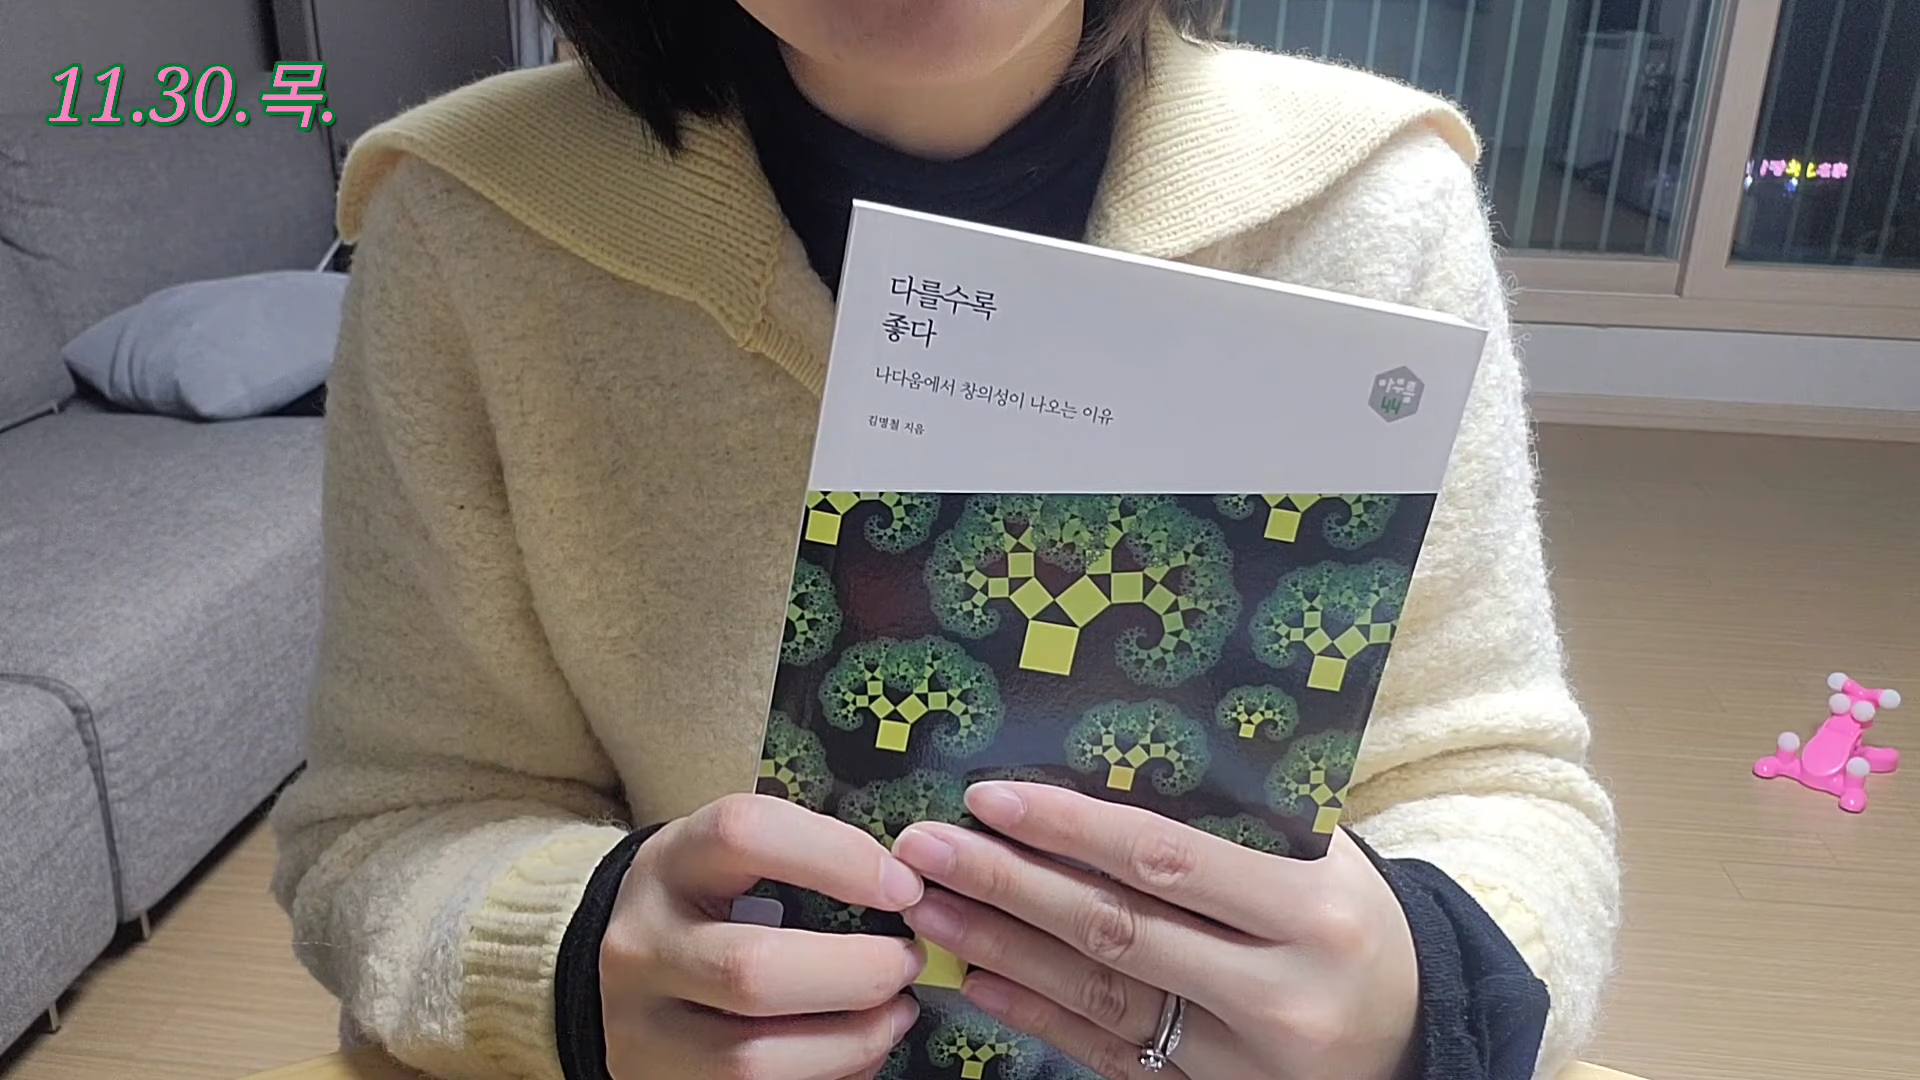 11.30.목.
다를수록
좋다
나다움에서 창의성이 나오는 이유
김명철 지음
아우름
44